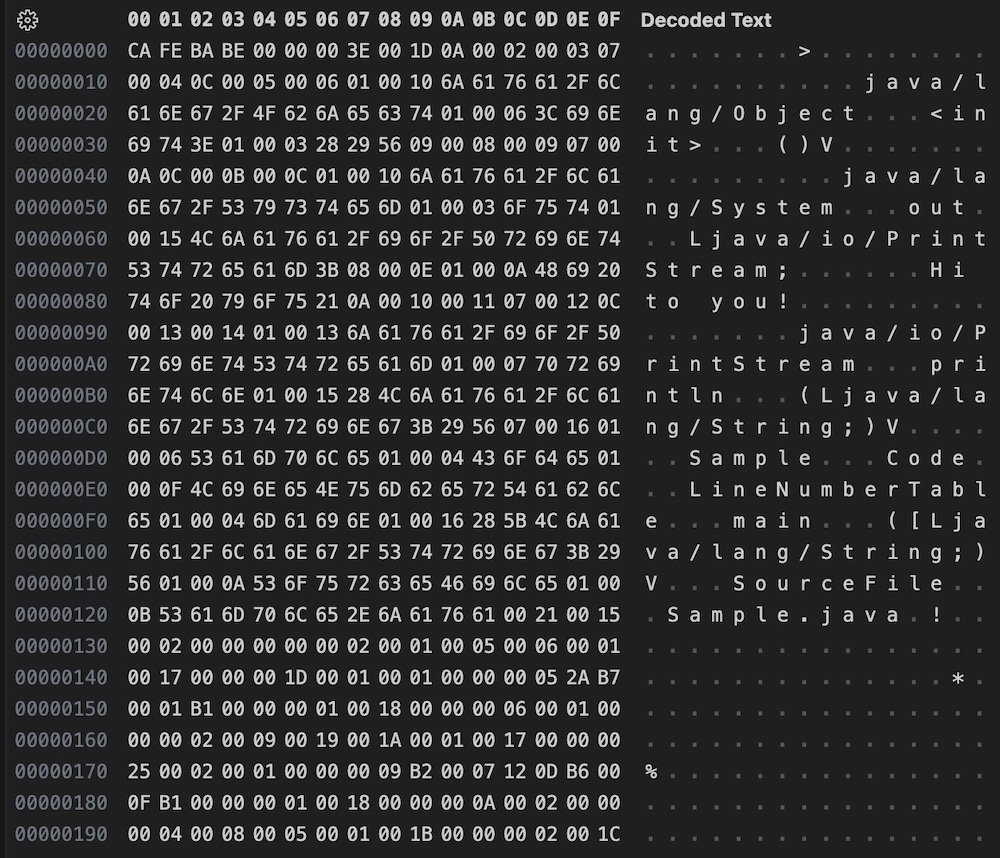 00 01 02 03 04 05 06 07 08 09 0A 0B 0C 0D 0E 0F Decoded Text
00000000 CA FE BA BE 00 00 00 3E 00 1D 0A 00 02 00 03 07 . . . . . . . > . . . . . . . .
00000010 00 04 0C 00 05 00 06 01 00 10 6A 61 76 61 2F 6C . . . . . . . . . . j a v a / l
00000020 61 6E 67 2F 4F 62 6A 65 63 74 01 00 06 3C 69 6E a n g / O b j e c t . . . < i n
00000030 69 74 3E 01 00 03 28 29 56 09 00 08 00 09 07 00 i t > . . . ( ) V . . . . . . .
00000040 0A 0C 00 0B 00 0C 01 00 10 6A 61 76 61 2F 6C 61 . . . . . . . . . j a v a / l a
00000050 6E 67 2F 53 79 73 74 65 6D 01 00 03 6F 75 74 01 n g / S y s t e m . . . o u t .
00000060 00 15 4C 6A 61 76 61 2F 69 6F 2F 50 72 69 6E 74 . . L j a v a / i o / P r i n t
00000070 53 74 72 65 61 6D 3B 08 00 0E 01 00 0A 48 69 20 S t r e a m ; . . . . . . H i
00000080 74 6F 20 79 6F 75 21 0A 00 10 00 11 07 00 12 0C t o   y o u ! . . . . . . . . .
00000090 00 13 00 14 01 00 13 6A 61 76 61 2F 69 6F 2F 50 . . . . . . . j a v a / i o / P
000000A0 72 69 6E 74 53 74 72 65 61 6D 01 00 07 70 72 69 r i n t S t r e a m . . . p r i
000000B0 6E 74 6C 6E 01 00 15 28 4C 6A 61 76 61 2F 6C 61 n t l n . . . ( L j a v a / l a
000000C0 6E 67 2F 53 74 72 69 6E 67 3B 29 56 07 00 16 01 n g / S t r i n g ; ) V . . . .
000000D0 00 06 53 61 6D 70 6C 65 01 00 04 43 6F 64 65 01 . . S a m p l e . . . C o d e .
000000E0 00 0F 4C 69 6E 65 4E 75 6D 62 65 72 54 61 62 6C . . L i n e N u m b e r T a b l
000000F0 65 01 00 04 6D 61 69 6E 01 00 16 28 5B 4C 6A 61 e . . . m a i n . . . ( [ L j a
00000100 76 61 2F 6C 61 6E 67 2F 53 74 72 69 6E 67 3B 29 v a / l a n g / S t r i n g ; )
00000110 56 01 00 0A 53 6F 75 72 63 65 46 69 6C 65 01 00 V . . . S o u r c e F i l e . .
00000120 0B 53 61 6D 70 6C 65 2E 6A 61 76 61 00 21 00 15 . S a m p l e . j a v a . ! . .
00000130 00 02 00 00 00 00 00 02 00 01 00 05 00 06 00 01 . . . . . . . . . . . . . . . .
00000140 00 17 00 00 00 1D 00 01 00 01 00 00 00 05 2A B7 . . . . . . . . . . . . . . * .
00000150 00 01 B1 00 00 00 01 00 18 00 00 00 06 00 01 00 . . . . . . . . . . . . . . . .
00000160 00 00 02 00 09 00 19 00 1A 00 01 00 17 00 00 00 . . . . . . . . . . . . . . . .
00000170 25 00 02 00 01 00 00 00 09 B2 00 07 12 0D B6 00 % . . . . . . . . . . . . . . .
00000180 0F B1 00 00 00 01 00 18 00 00 00 0A 00 02 00 00 . . . . . . . . . . . . . . . .
00000190 00 04 00 08 00 05 00 01 00 1B 00 00 00 02 00 1C . . . . . . . . . . . . . . . .